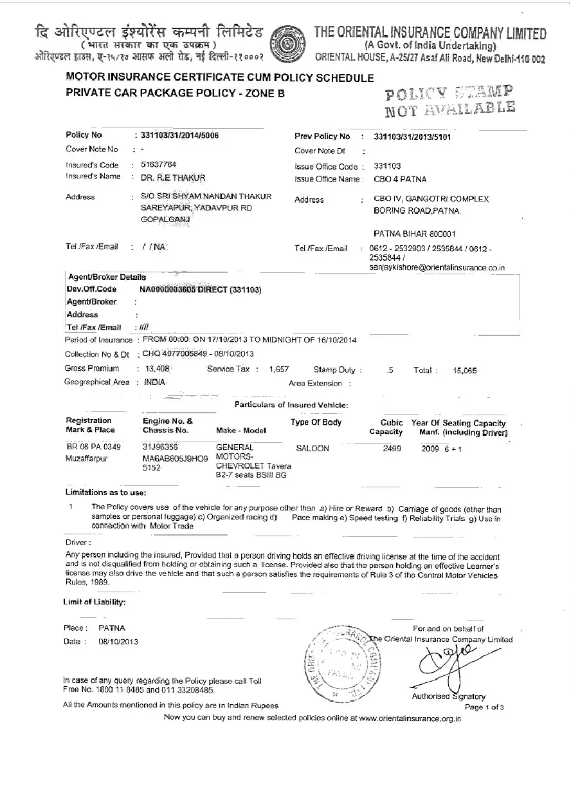 दि ओरिएण्टल इंश्योरेंस कम्पनी लिमिटेड
( भारत सरकार का एक उपक्रम )
ओरिएण्टल हाउस, ए-२५/२७ आसफ अली रोड, नई दिल्ली-११०००२
THE ORIENTAL INSURANCE COMPANY LIMITED
(A Govt. of India Undertaking)
ORIENTAL HOUSE, A-25/27 Asaf Ali Road, New Delhi-110 002
MOTOR INSURANCE CERTIFICATE CUM POLICY SCHEDULE
PRIVATE CAR PACKAGE POLICY - ZONE B
POLICY STAMP
NOT AVAILABLE
Policy No : 331103/31/2014/5006 Prev Policy No : 331103/31/2013/5101
Cover Note No : - Cover Note Dt :
Insured's Code : 51637764 Issue Office Code : 331103
Insured's Name : DR. R.E THAKUR Issue Office Name : CBO 4 PATNA
Address : S/O SRI SHYAM NANDAN THAKUR Address : CBO IV, GANGOTRI COMPLEX
SAREYAPUR, YADAVPUR RD BORING ROAD,PATNA.
GOPALGANJ
PATNA BIHAR 800001
Tel /Fax /Email : / / NA Tel /Fax /Email : 0612 - 2532903 / 2535844 / 0612 -
2535844 /
sanjaykishore@orientalinsurance.co.in
Agent/Broker Details
Dev.Off.Code NA0900003605 DIRECT (331103)
Agent/Broker :
Address :
Tel /Fax /Email : ////
Period of Insurance : FROM 00:00 ON 17/10/2013 TO MIDNIGHT OF 16/10/2014
Collection No & Dt : CHQ 4077005849 - 08/10/2013
Gross Premium : 13,408 Service Tax : 1,657 Stamp Duty : .5 Total : 15,065
Geographical Area : INDIA Area Extension :
Particulars of Insured Vehicle:
Registration Mark & Place Engine No. & Chassis No. Make - Model Type Of Body Cubic Capacity Year Of Manf. Seating Capacity (including Driver)
BR 06 PA 0349 31J96356 GENERAL SALOON 2499 2009 6 + 1
Muzaffarpur MA6AB605J9HO9 MOTORS-
5152 CHEVROLET Tavera
B2-7 seats BSIII BG
Limitations as to use:
1 The Policy covers use of the vehicle for any purpose other than a) Hire or Reward b) Carriage of goods (other than
samples or personal luggage) c) Organized racing d) Pace making e) Speed testing f) Reliability Trials g) Use in
connection with Motor Trade
Driver :
Any person including the insured, Provided that a person driving holds an effective driving license at the time of the accident
and is not disqualified from holding or obtaining such a license. Provided also that the person holding an effective Learner's
license may also drive the vehicle and that such a person satisfies the requirements of Rule 3 of the Central Motor Vehicles
Rules, 1989.
Limit of Liability:
Place : PATNA For and on behalf of
Date : 08/10/2013 The Oriental Insurance Company Limited
In case of any query regarding the Policy please call Toll
Free No. 1800 11 8485 and 011 33208485.
Authorised Signatory
All the Amounts mentioned in this policy are in Indian Rupees Page 1 of 3
Now you can buy and renew selected policies online at www.orientalinsurance.org.in